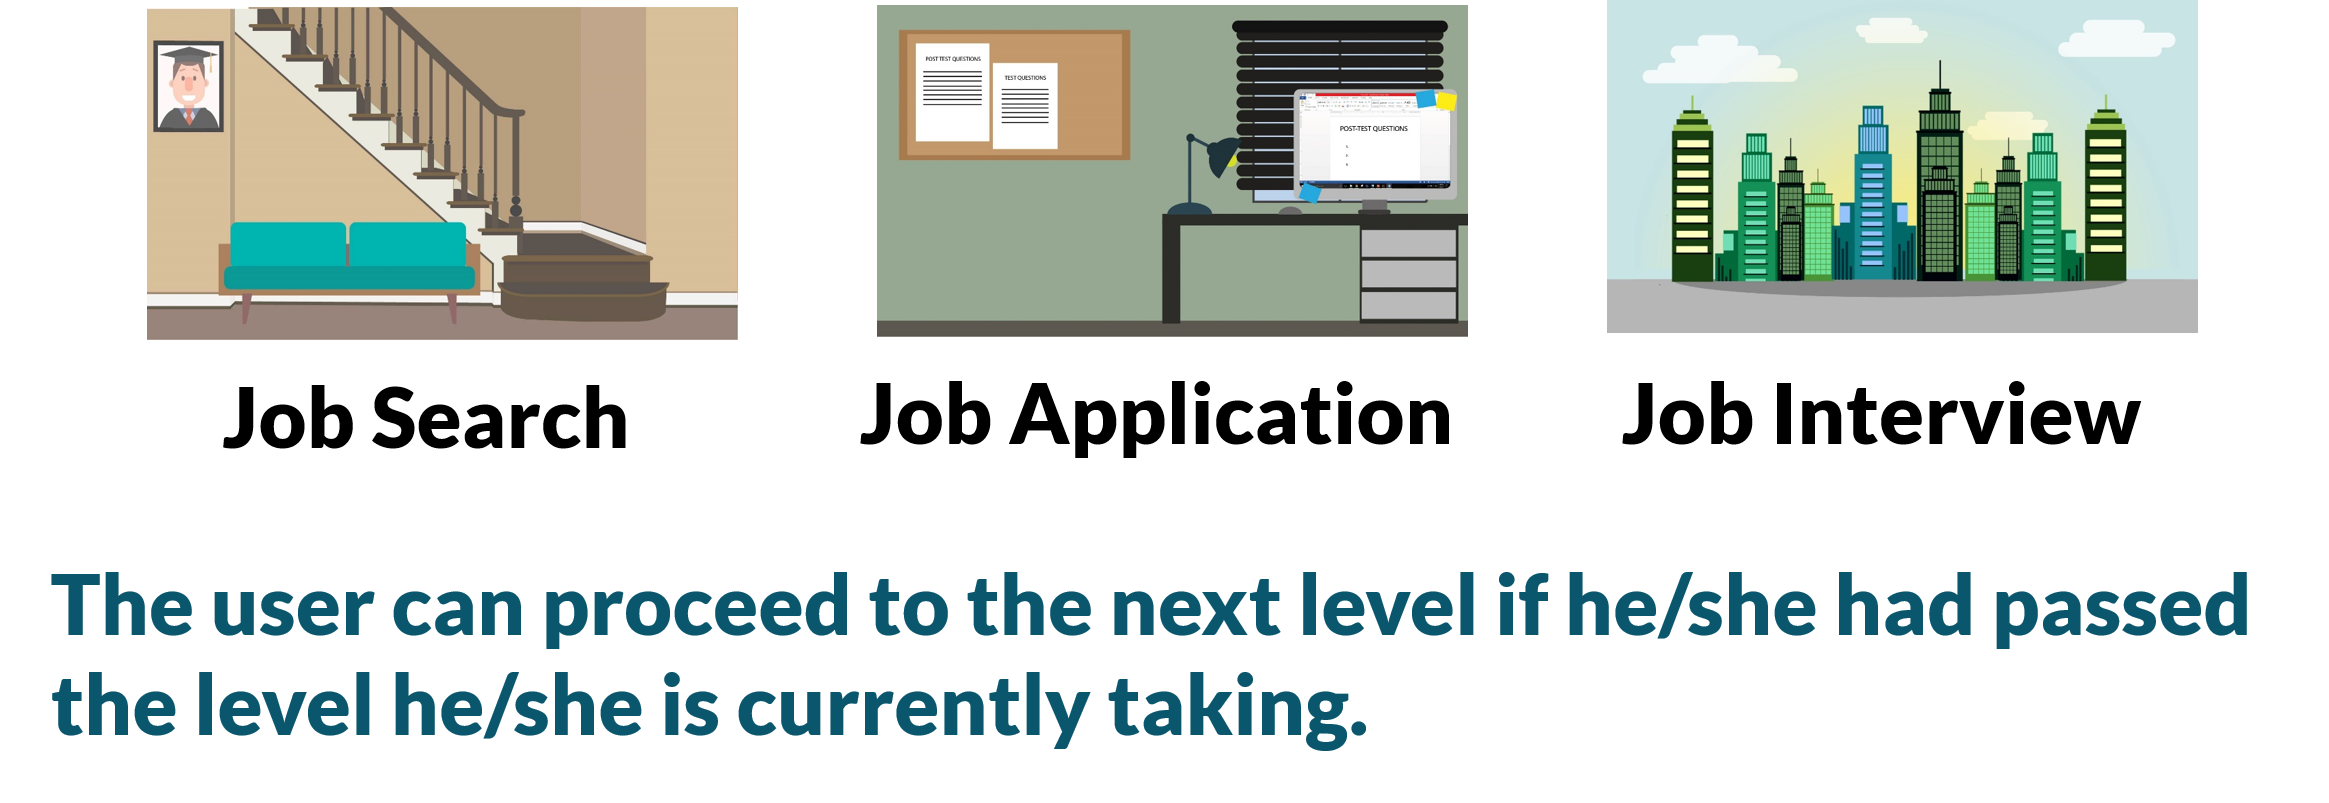 POST TEST QUESTIONS
TEST QUESTIONS
POST-TEST QUESTIONS
Job Search
Job Application
Job Interview
The user can proceed to the next level if he/she had passed
the level he/she is currently taking.